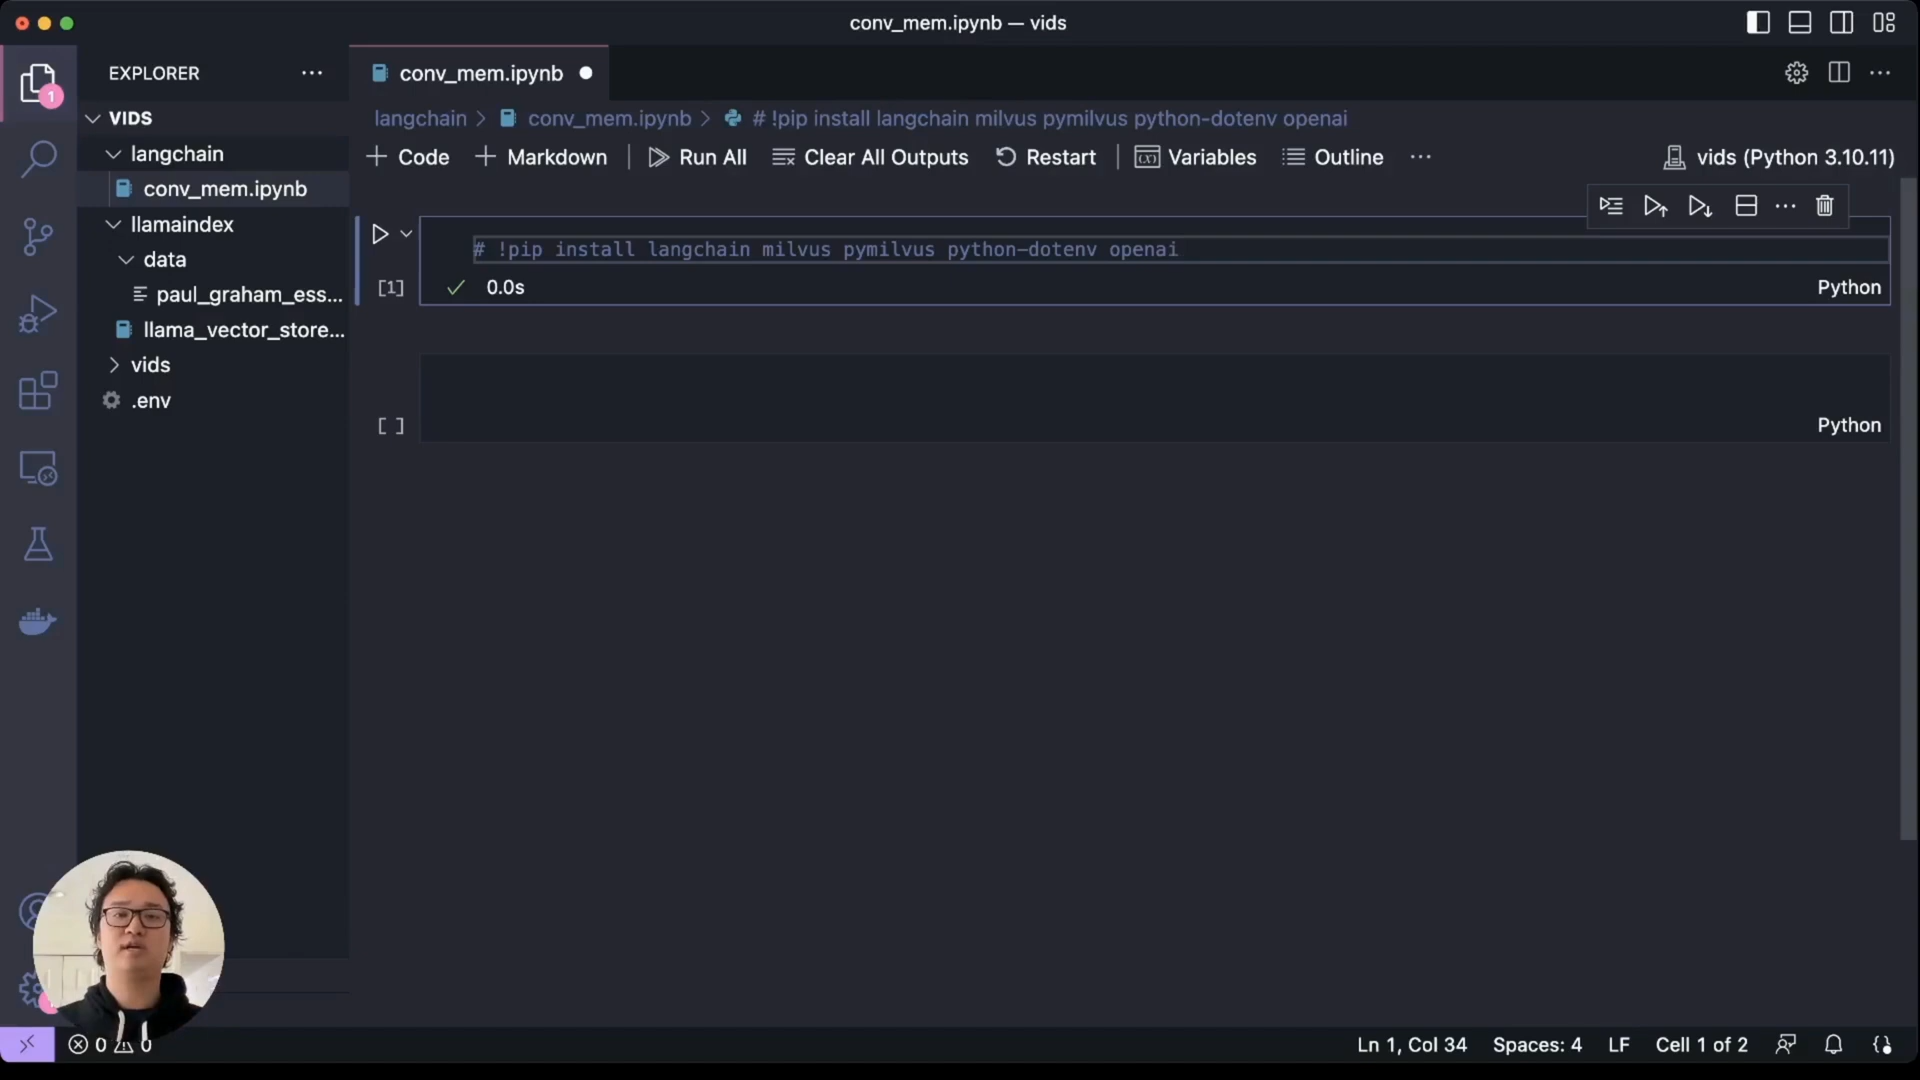 conv_mem.ipynb — vids
EXPLORER
conv_mem.ipynb
1
VIDS
langchain > conv_mem.ipynb > # !pip install langchain milvus pymilvus python-dotenv openai
langchain
Code Markdown Run All Clear All Outputs Restart Variables Outline ... vids (Python 3.10.11)
conv_mem.ipynb
llamaindex
data
paul_graham_ess...
llama_vector_store...
vids
.env
# !pip install langchain milvus pymilvus python-dotenv openai
[1] 0.0s Python
[ ] Python
0 0 Ln 1, Col 34 Spaces: 4 LF Cell 1 of 2